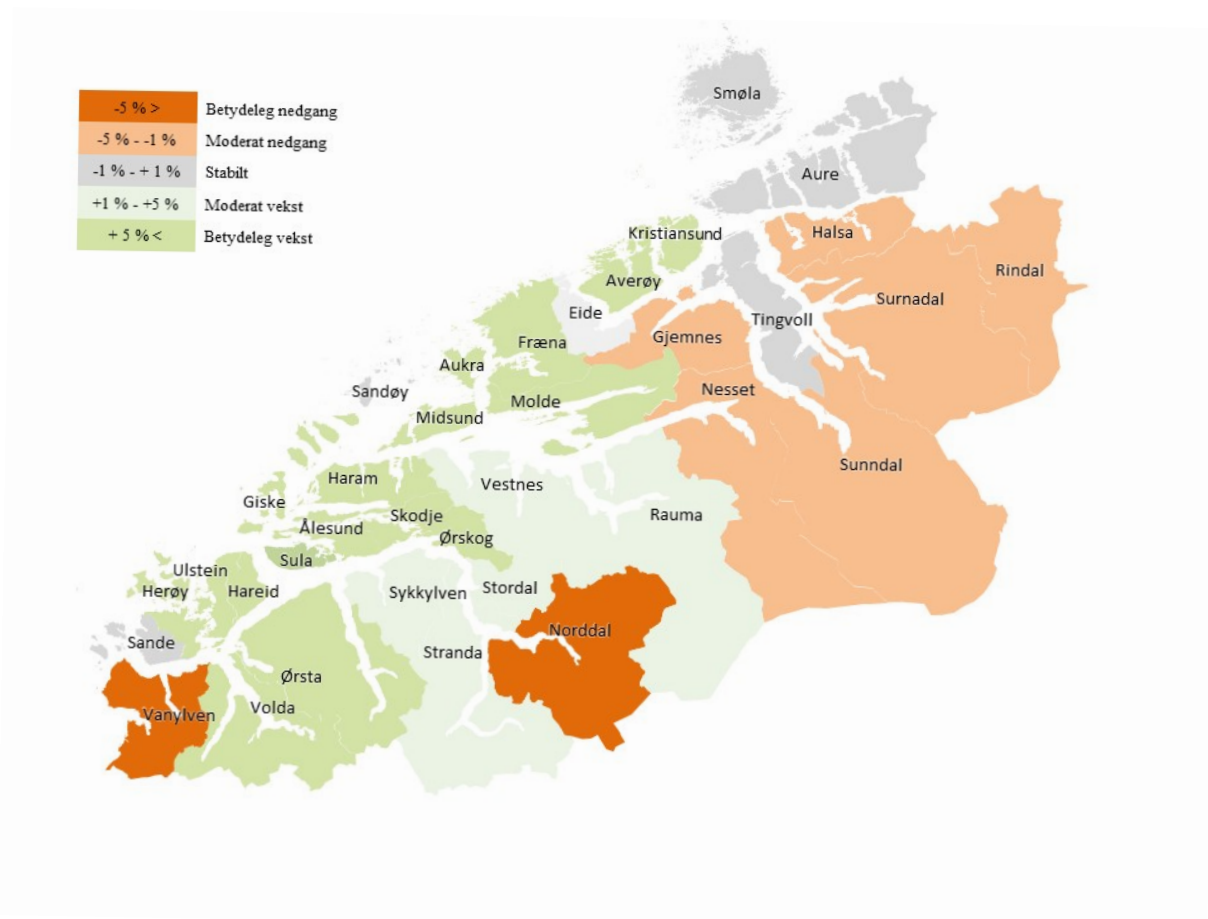 -5 % > Betydeleg nedgang
-5 % - -1 % Moderat nedgang
-1 % - + 1 % Stabilt
+1 % - +5 % Moderat vekst
+ 5 % < Betydeleg vekst
Smøla
Aure
Kristiansund
Halsa
Rindal
Averøy
Surnadal
Eide
Tingvoll
Fræna
Gjemnes
Aukra
Sandøy
Nesset
Molde
Midsund
Sunndal
Haram
Vestnes
Giske
Skodje
Rauma
Ålesund
Ørskog
Sula
Ulstein
Herøy
Hareid
Sykkylven
Stordal
Norddal
Sande
Stranda
Ørsta
Volda
Vanylven